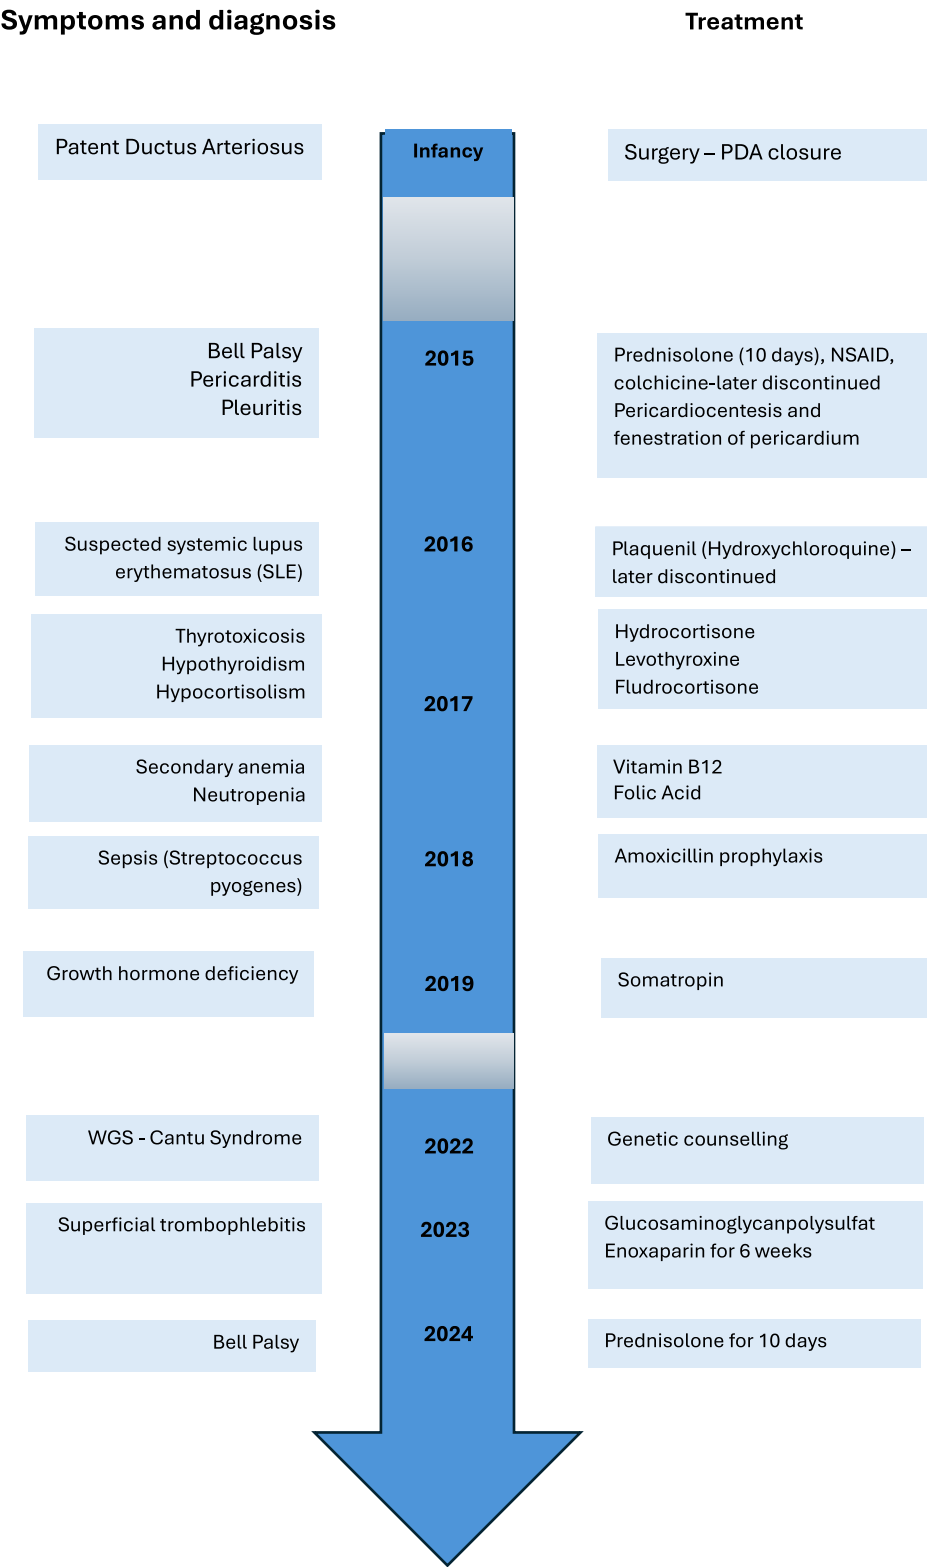 Symptoms and diagnosis
Treatment
Patent Ductus Arteriosus
Infancy
Surgery – PDA closure
Bell Palsy
Pericarditis
Pleuritis
2015
Prednisolone (10 days), NSAID,
colchicine-later discontinued
Pericardiocentesis and
fenestration of pericardium
Suspected systemic lupus
erythematosus (SLE)
2016
Plaquenil (Hydroxychloroquine) –
later discontinued
Thyrotoxicosis
Hypothyroidism
Hypocortisolism
2017
Hydrocortisone
Levothyroxine
Fludrocortisone
Secondary anemia
Neutropenia
Vitamin B12
Folic Acid
Sepsis (Streptococcus
pyogenes)
2018
Amoxicillin prophylaxis
Growth hormone deficiency
2019
Somatropin
WGS - Cantu Syndrome
2022
Genetic counselling
Superficial trombophlebitis
2023
Glucosaminoglycanpolysulfat
Enoxaparin for 6 weeks
Bell Palsy
2024
Prednisolone for 10 days